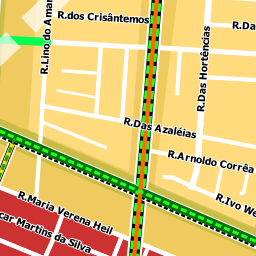 R.dos Crisântemos
R.Da
R.Lino do Amar
R.Das Hortências
R.Das Azaléias
R.Arnoldo Corrêa
R.Maria Verena Heil
R.Ivo We
car Martins da Silva